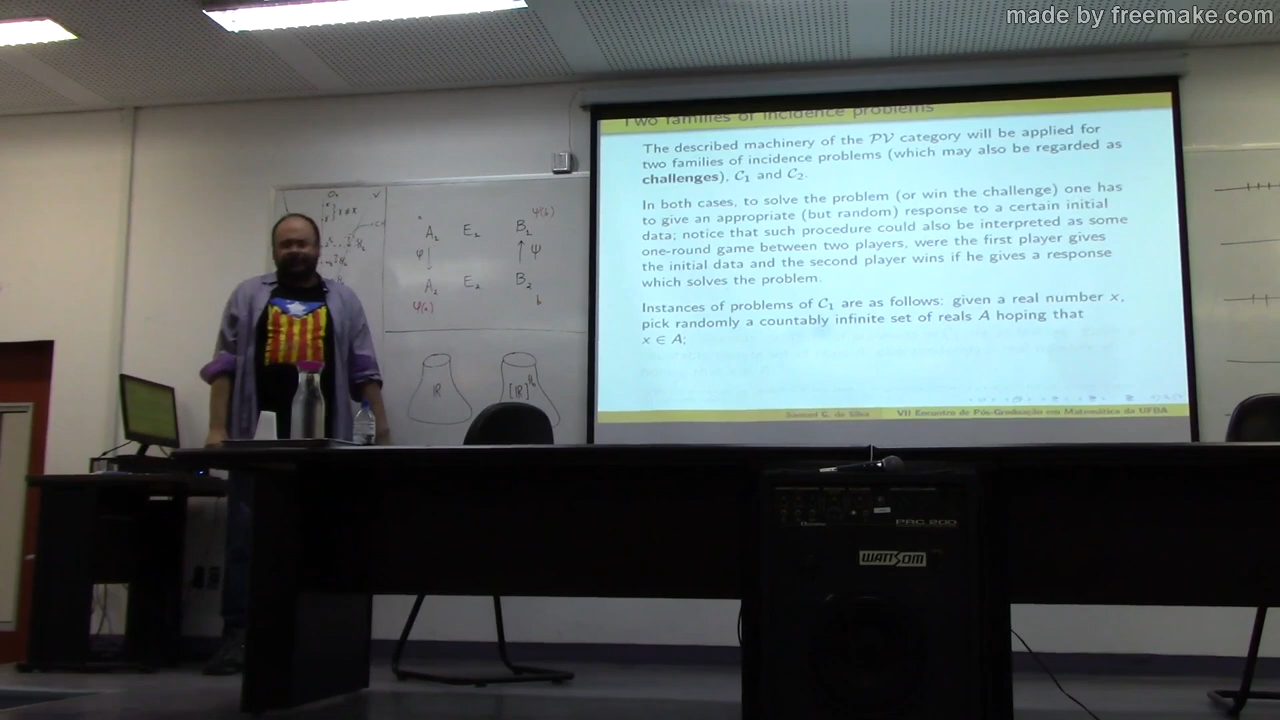 made by freemake.com
Two families of incidence problems
The described machinery of the PV category will be applied for
two families of incidence problems (which may also be regarded as
challenges), C1 and C2.
In both cases, to solve the problem (or win the challenge) one has
to give an appropriate (but random) response to a certain initial
data; notice that such procedure could also be interpreted as some
one-round game between two players, were the first player gives
the initial data and the second player wins if he gives a response
which solves the problem.
Instances of problems of C1 are as follows: given a real number x,
pick randomly a countably infinite set of reals A hoping that
x ∈ A;
Samuel G. da Silva VII Encontro de Pós-Graduação em Matemática da UFBA
ψ(b)
φ ψ
b
ℝ
PRC 200
WATTSOM